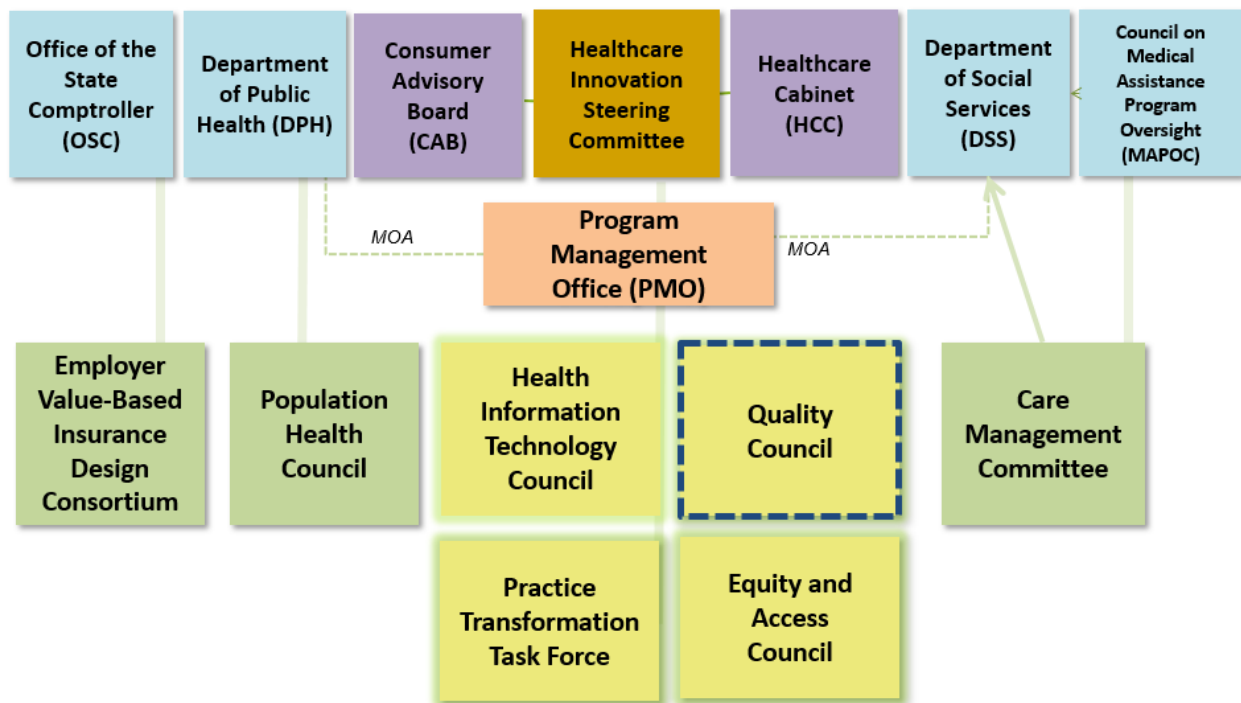 Office of the
State
Comptroller
(OSC)
Department
of Public
Health (DPH)
Consumer
Advisory
Board
(CAB)
Healthcare
Innovation
Steering
Committee
Healthcare
Cabinet
(HCC)
Department
of Social
Services
(DSS)
Council on
Medical
Assistance
Program
Oversight
(MAPOC)
MOA
Program
Management
Office (PMO)
MOA
Employer
Value-Based
Insurance
Design
Consortium
Population
Health
Council
Health
Information
Technology
Council
Quality
Council
Care
Management
Committee
Practice
Transformation
Task Force
Equity and
Access
Council